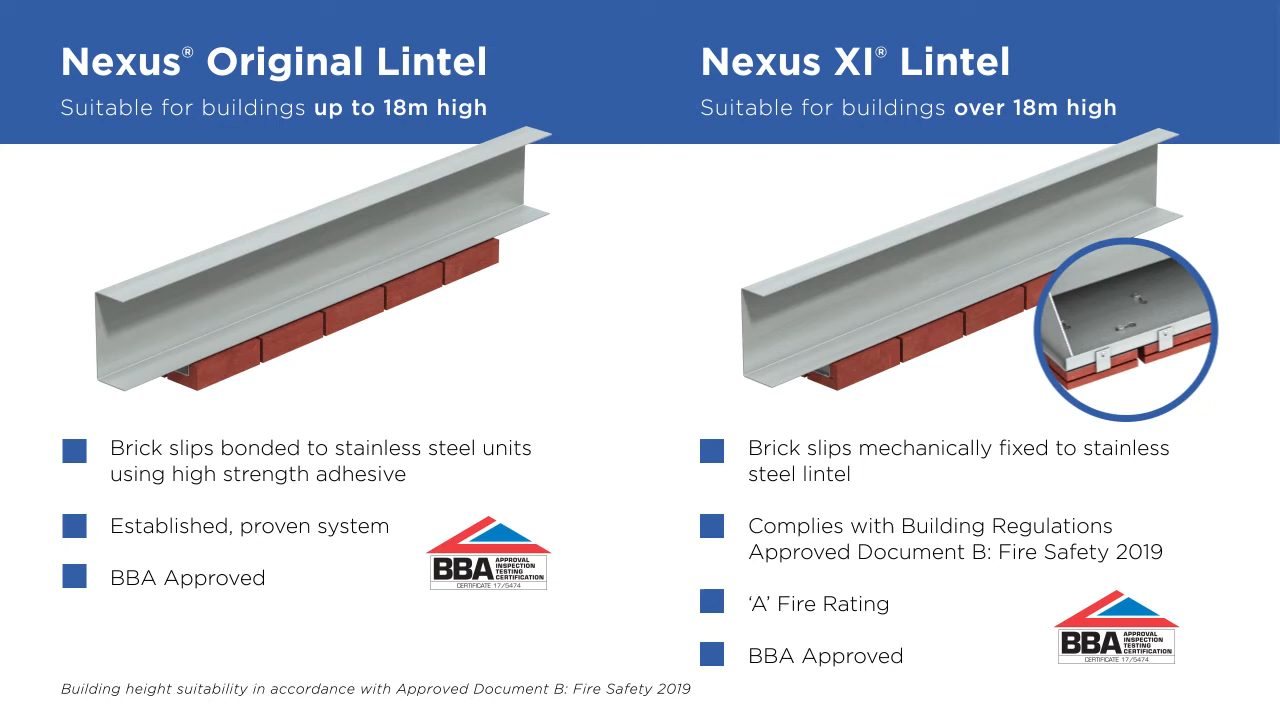 Nexus® Original Lintel
Suitable for buildings up to 18m high
Brick slips bonded to stainless steel units
using high strength adhesive
Established, proven system
BBA Approved
BBA
APPROVAL
INSPECTION
TESTING
CERTIFICATION
CERTIFICATE 17/5474
Nexus XI® Lintel
Suitable for buildings over 18m high
Brick slips mechanically fixed to stainless
steel lintel
Complies with Building Regulations
Approved Document B: Fire Safety 2019
‘A’ Fire Rating
BBA Approved
BBA
APPROVAL
INSPECTION
TESTING
CERTIFICATION
CERTIFICATE 17/5474
Building height suitability in accordance with Approved Document B: Fire Safety 2019